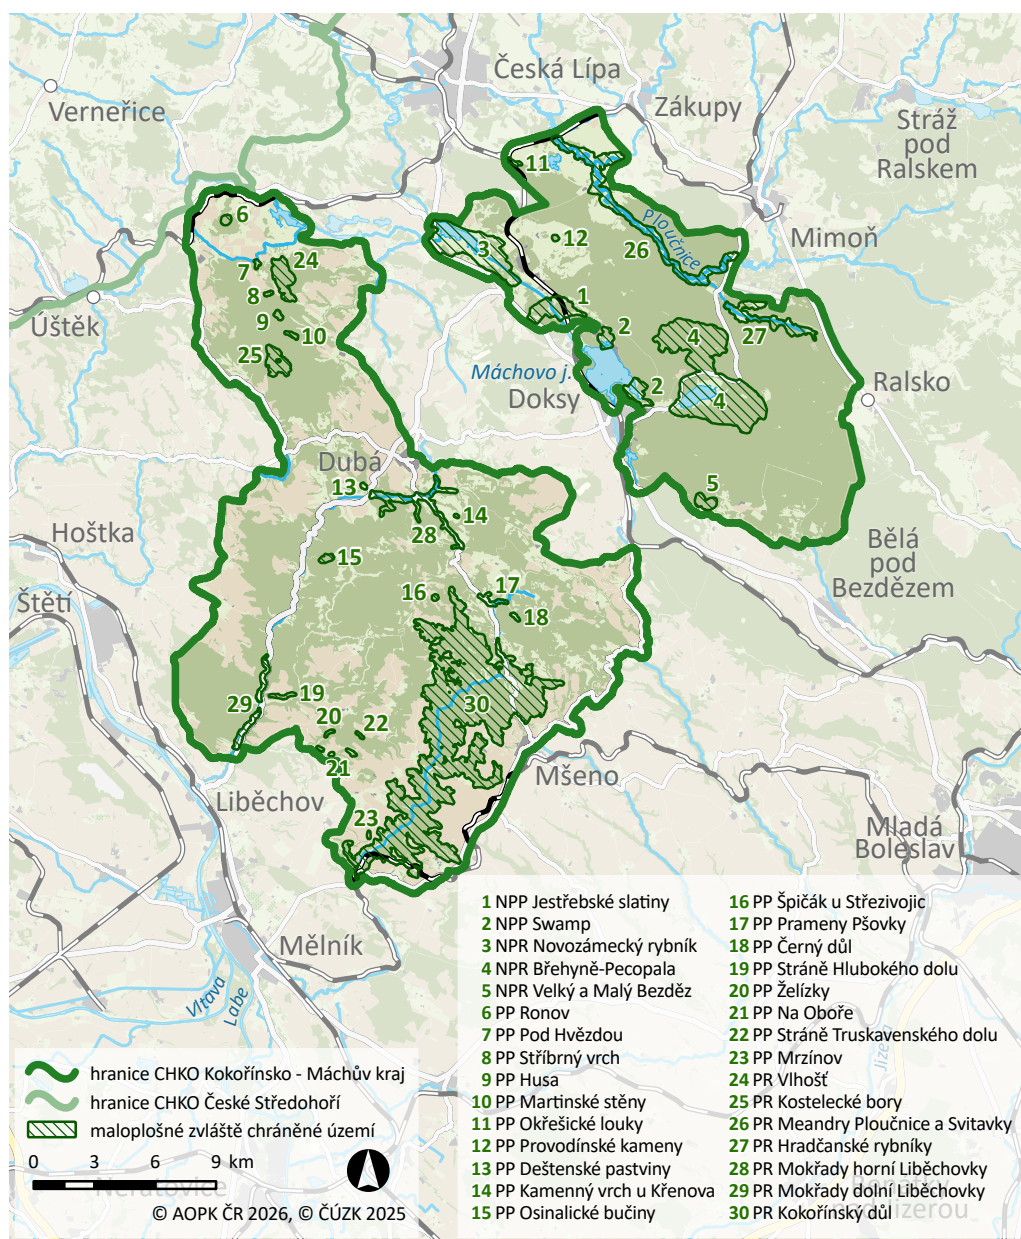 Česká Lípa
Verneřice
Zákupy
Stráž
pod
Ralskem
11
6
Ploučnice
12
3
26
Mimoň
24
7
8
1
Úštěk
9
10
2
4
27
25
Máchovo j.
2
4
Ralsko
Doksy
Dubá
13
5
14
Hoštka
28
Bělá
pod
Bezdězem
15
16
17
Štětí
18
19
29
30
20
22
21
Mšeno
Liběchov
23
Mladá
Boleslav
Mělník
Vltava
Labe
Jizera
Neratovice
Benátky
nad Jizerou
1 NPP Jestřebské slatiny
2 NPP Swamp
3 NPR Novozámecký rybník
4 NPR Břehyně-Pecopala
5 NPR Velký a Malý Bezděz
6 PP Ronov
7 PP Pod Hvězdou
8 PP Stříbrný vrch
9 PP Husa
10 PP Martinské stěny
11 PP Okřešické louky
12 PP Provodínské kameny
13 PP Deštenské pastviny
14 PP Kamenný vrch u Křenova
15 PP Osinalické bučiny
16 PP Špičák u Střezivojic
17 PP Prameny Pšovky
18 PP Černý důl
19 PP Stráně Hlubokého dolu
20 PP Želízky
21 PP Na Oboře
22 PP Stráně Truskavenského dolu
23 PP Mrzínov
24 PR Vlhošť
25 PR Kostelecké bory
26 PR Meandry Ploučnice a Svitavky
27 PR Hradčanské rybníky
28 PR Mokřady horní Liběchovky
29 PR Mokřady dolní Liběchovky
30 PR Kokořínský důl
hranice CHKO Kokořínsko - Máchův kraj
hranice CHKO České Středohoří
maloplošné zvláště chráněné území
0 3 6 9 km
© AOPK ČR 2026, © ČÚZK 2025